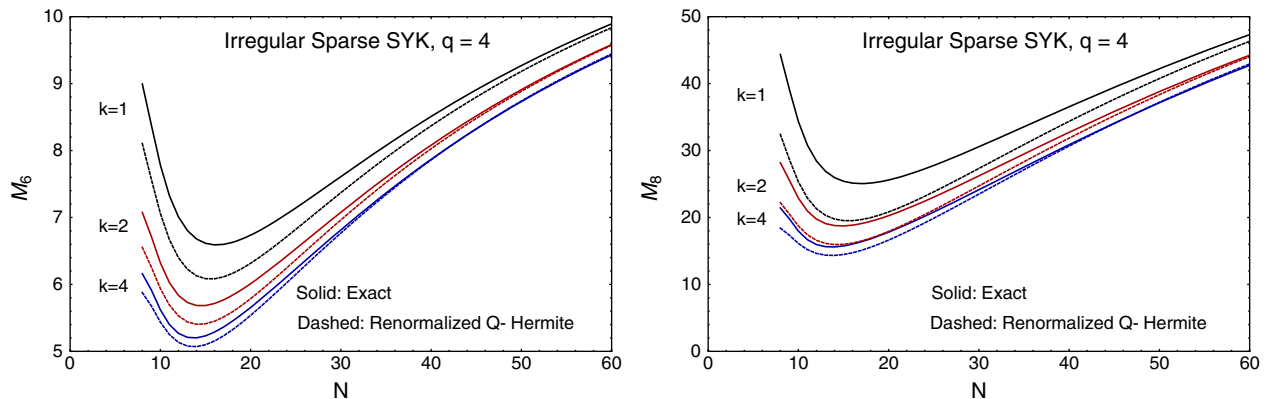 Irregular Sparse SYK, q = 4
M6
10
9
8
7
6
5
k=1
k=2
k=4
Solid: Exact
Dashed: Renormalized Q- Hermite
0
10
20
30
40
50
60
N
Irregular Sparse SYK, q = 4
M8
50
40
30
20
10
0
k=1
k=2
k=4
Solid: Exact
Dashed: Renormalized Q- Hermite
0
10
20
30
40
50
60
N